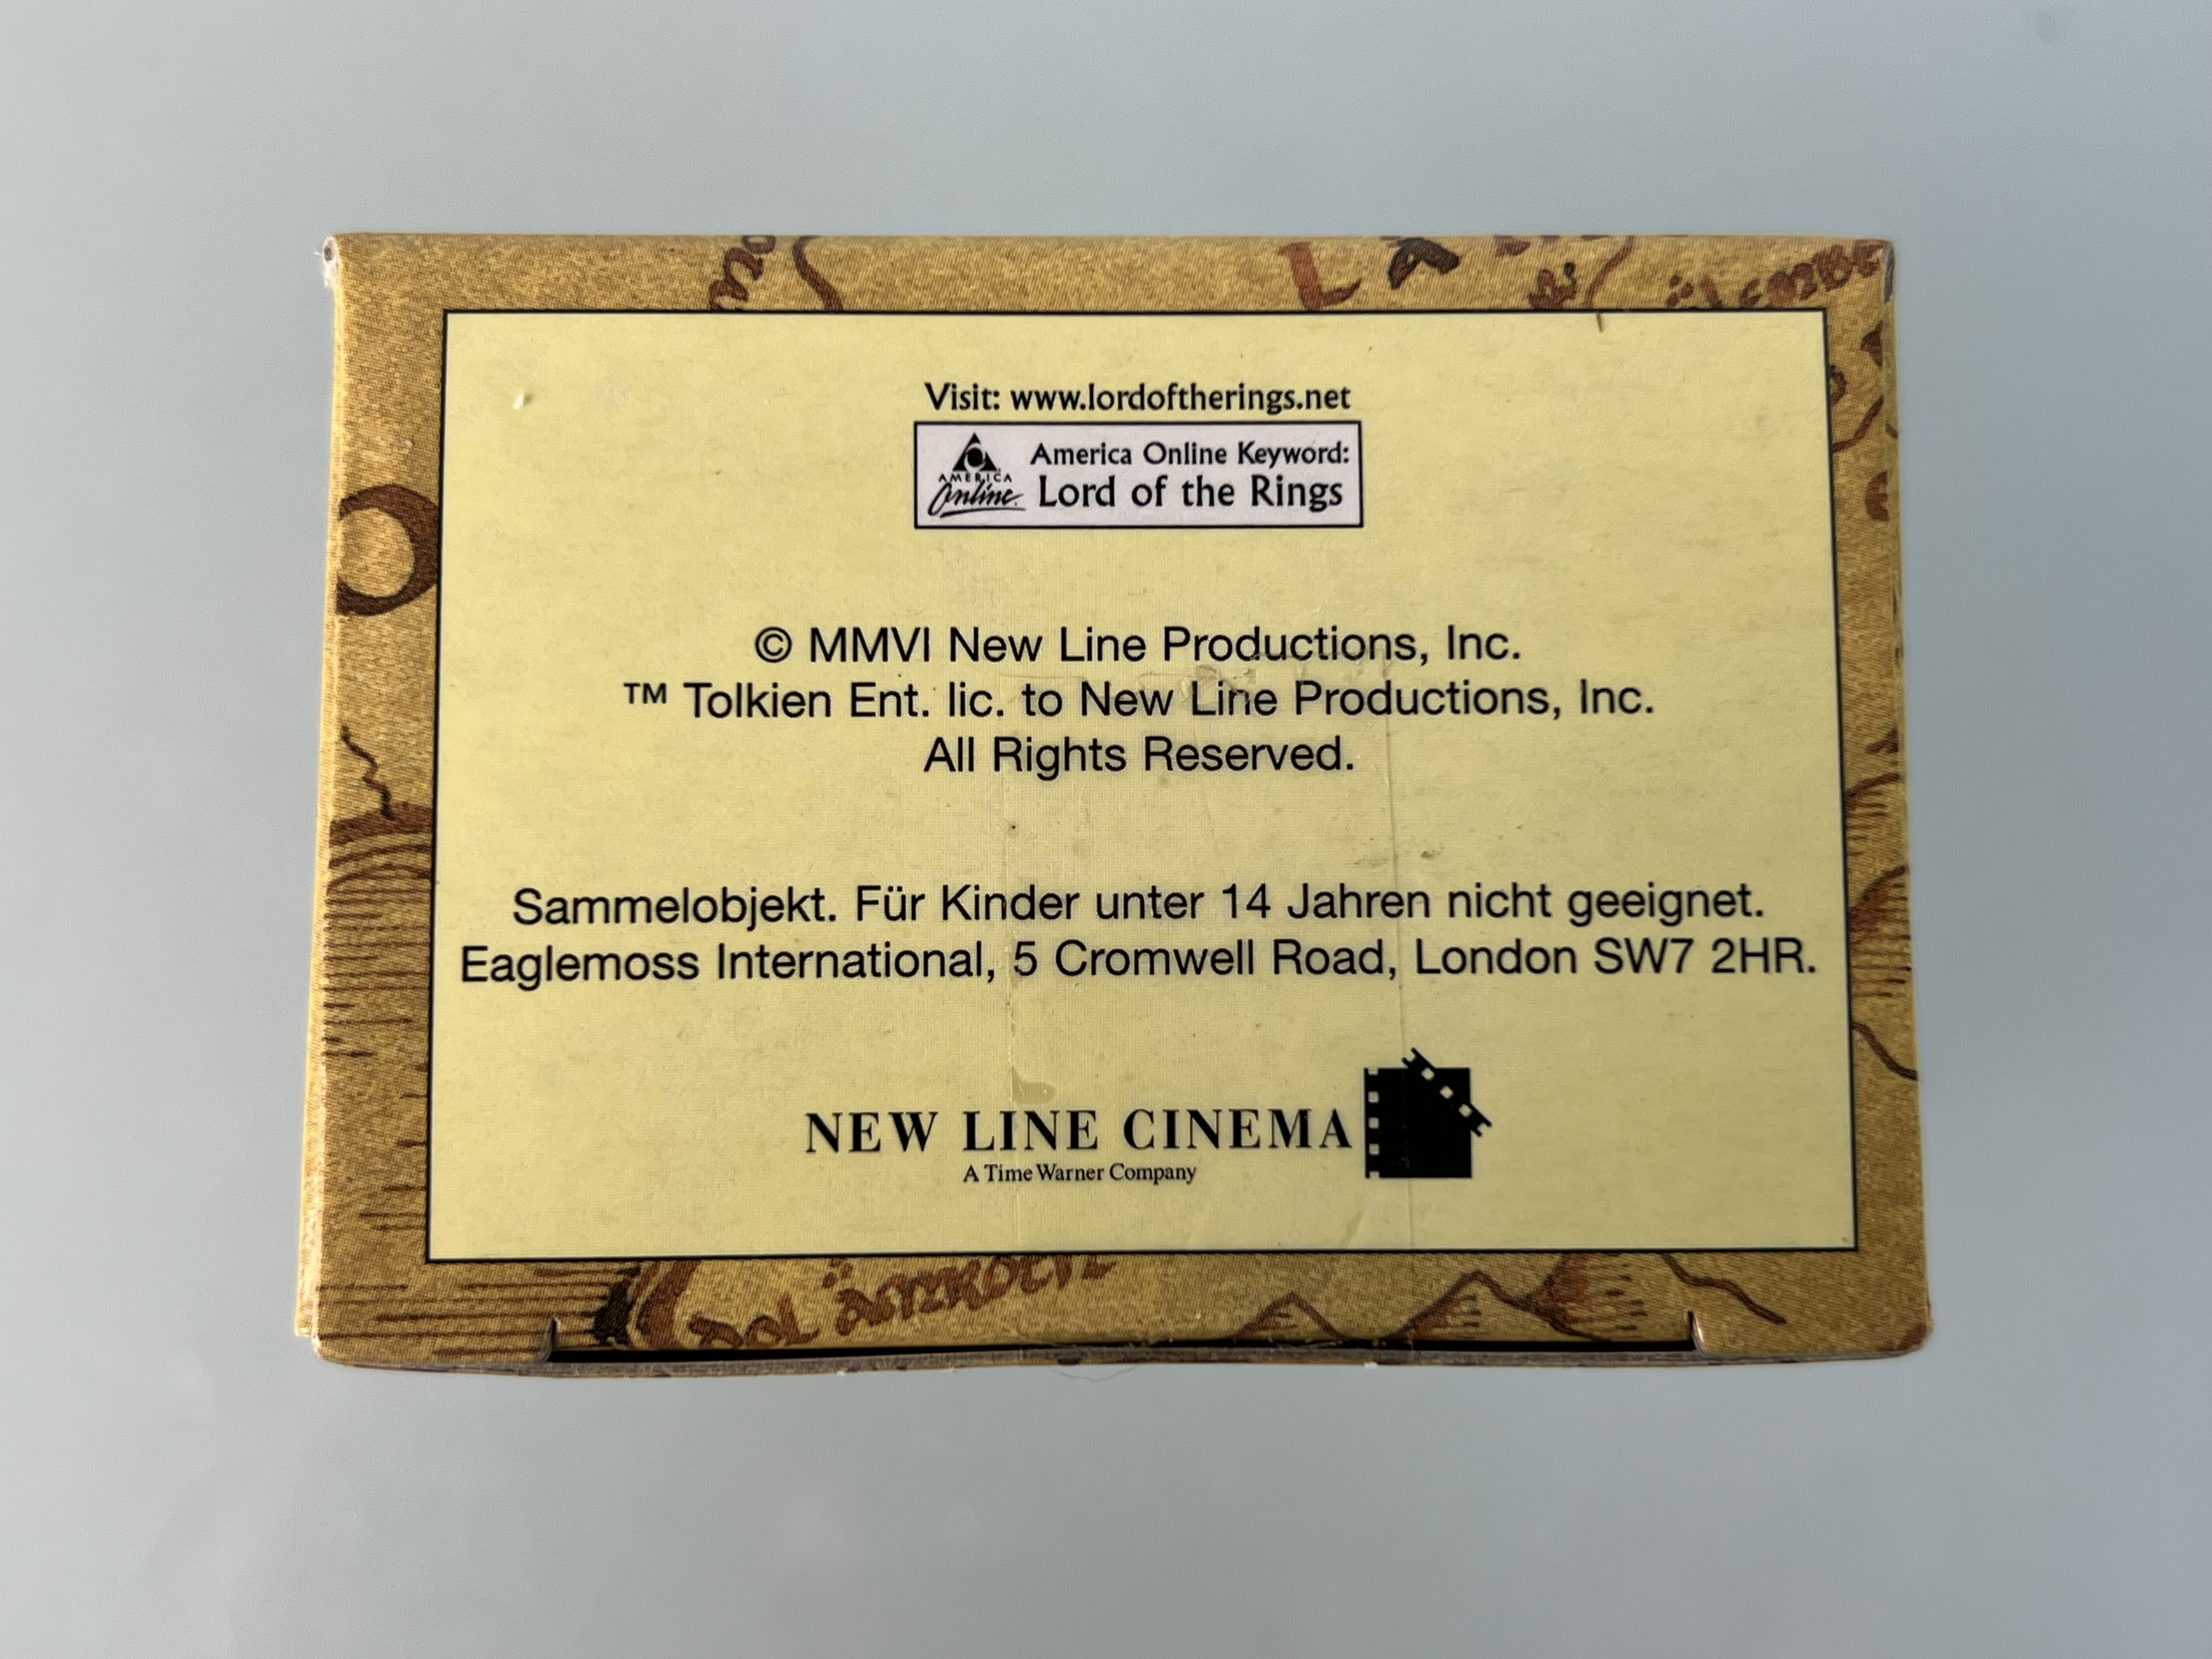 Visit: www.lordoftherings.net
America Online Keyword:
AMERICA
Online. Lord of the Rings
© MMVI New Line Productions, Inc.
™ Tolkien Ent. lic. to New Line Productions, Inc.
All Rights Reserved.
Sammelobjekt. Für Kinder unter 14 Jahren nicht geeignet.
Eaglemoss International, 5 Cromwell Road, London SW7 2HR.
NEW LINE CINEMA
A Time Warner Company